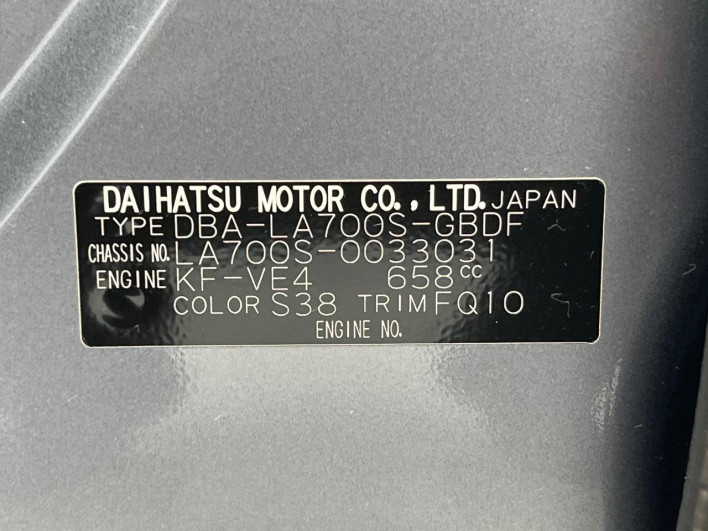 DAIHATSU MOTOR CO., LTD. JAPAN
TYPE DBA-LA700S-GBDF
CHASSIS NO. LA700S-0033031
ENGINE KF-VE4 658cc
COLOR S38 TRIM FQ10
ENGINE NO.